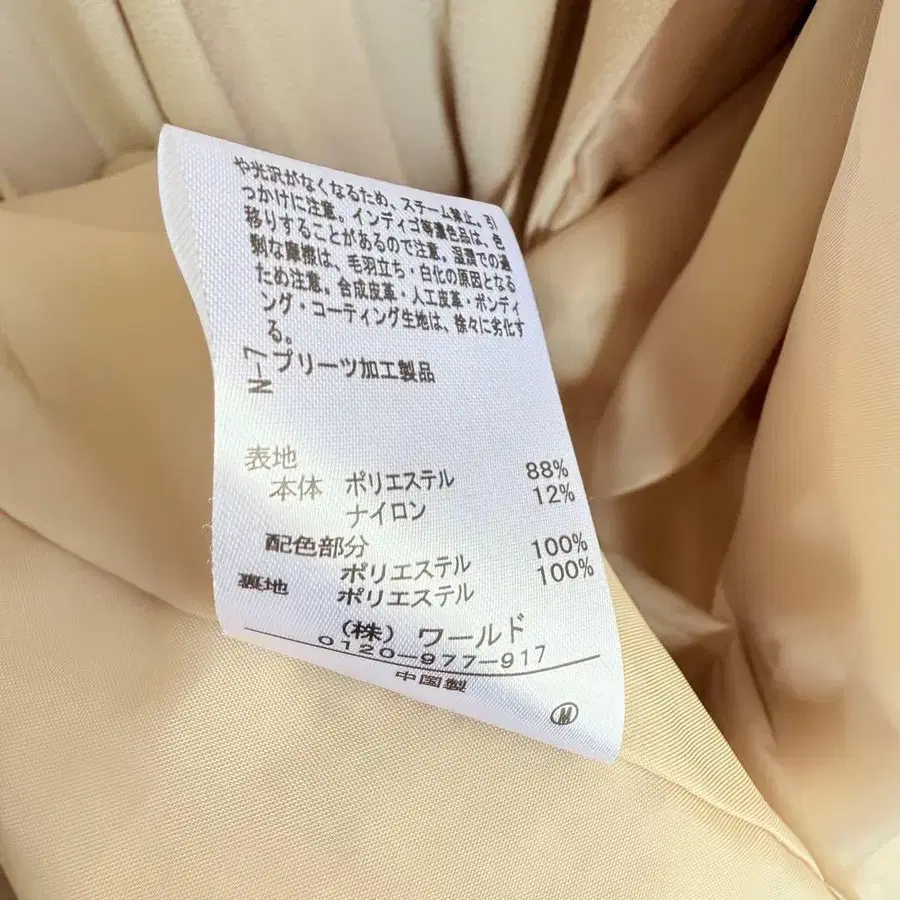 や光沢がなくなるため、スチーム禁止。引
っかけに注意。インディゴ等濃色品は、色
移りすることがあるので注意。湿潤での過
剰な摩擦は、毛羽立ち・白化の原因となる
ため注意。合成皮革・人工皮革・ボンディ
ング・コーティング生地は、徐々に劣化す
る。
N-7 プリーツ加工製品
表地
本体 ポリエステル 88%
ナイロン 12%
配色部分
ポリエステル 100%
裏地 ポリエステル 100%
(株) ワールド
0120-977-917
中国製
M